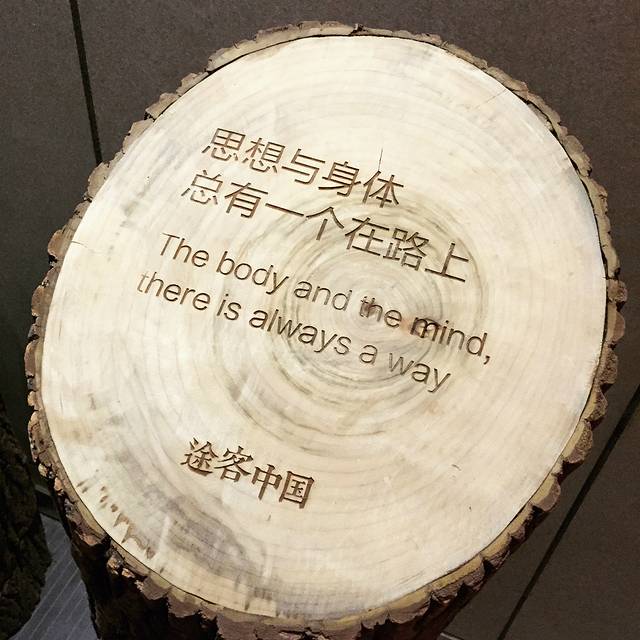 思想与身体
总有一个在路上
The body and the mind,
there is always a way
途客中国